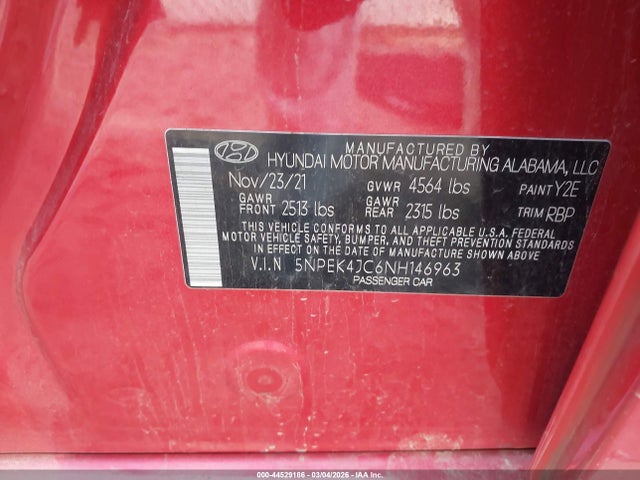 MANUFACTURED BY
HYUNDAI MOTOR MANUFACTURING ALABAMA, LLC
Nov/23/21 GVWR 4564 lbs PAINT Y2E
GAWR FRONT 2513 lbs GAWR REAR 2315 lbs TRIM RBP
THIS VEHICLE CONFORMS TO ALL APPLICABLE U.S.A. FEDERAL
MOTOR VEHICLE SAFETY, BUMPER, AND THEFT PREVENTION
STANDARDS IN EFFECT ON THE DATE OF MANUFACTURE SHOWN ABOVE.
V.I.N 5NPEK4JC6NH146963
PASSENGER CAR
000-44529186 - 03/04/2026 - IAA Inc.